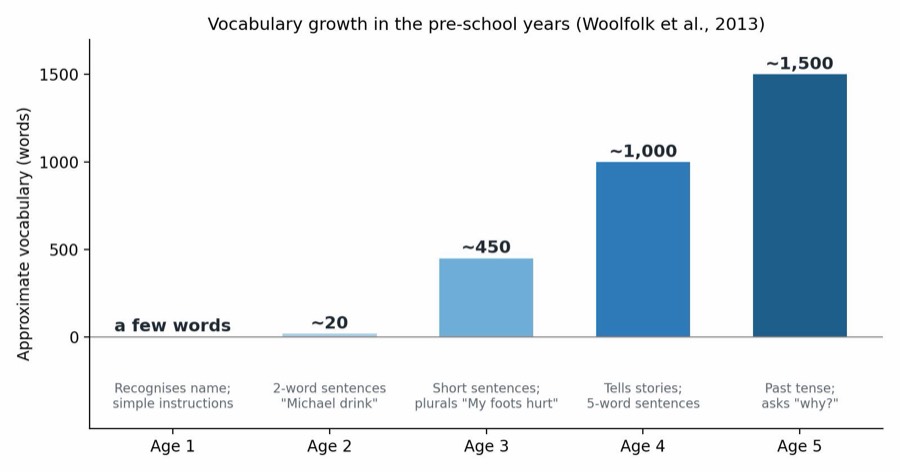 Vocabulary growth in the pre-school years (Woolfolk et al., 2013)
Approximate vocabulary (words)
1500
1000
500
0
a few words
~20
~450
~1,000
~1,500
Recognises name;
simple instructions
2-word sentences
"Michael drink"
Short sentences;
plurals "My foots hurt"
Tells stories;
5-word sentences
Past tense;
asks "why?"
Age 1
Age 2
Age 3
Age 4
Age 5